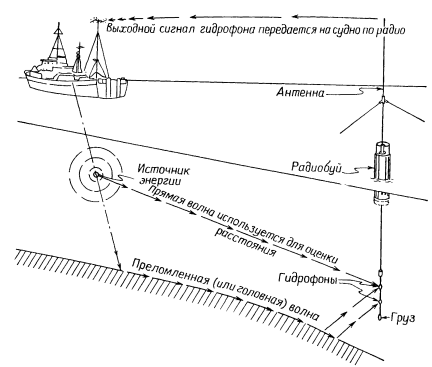 Выходной сигнал гидрофона передается на судно по радио
Антенна
Радиобуй
Источник
энергии
Прямая волна используется для оценки
расстояния
Гидрофоны
Преломленная (или головная) волна
Груз